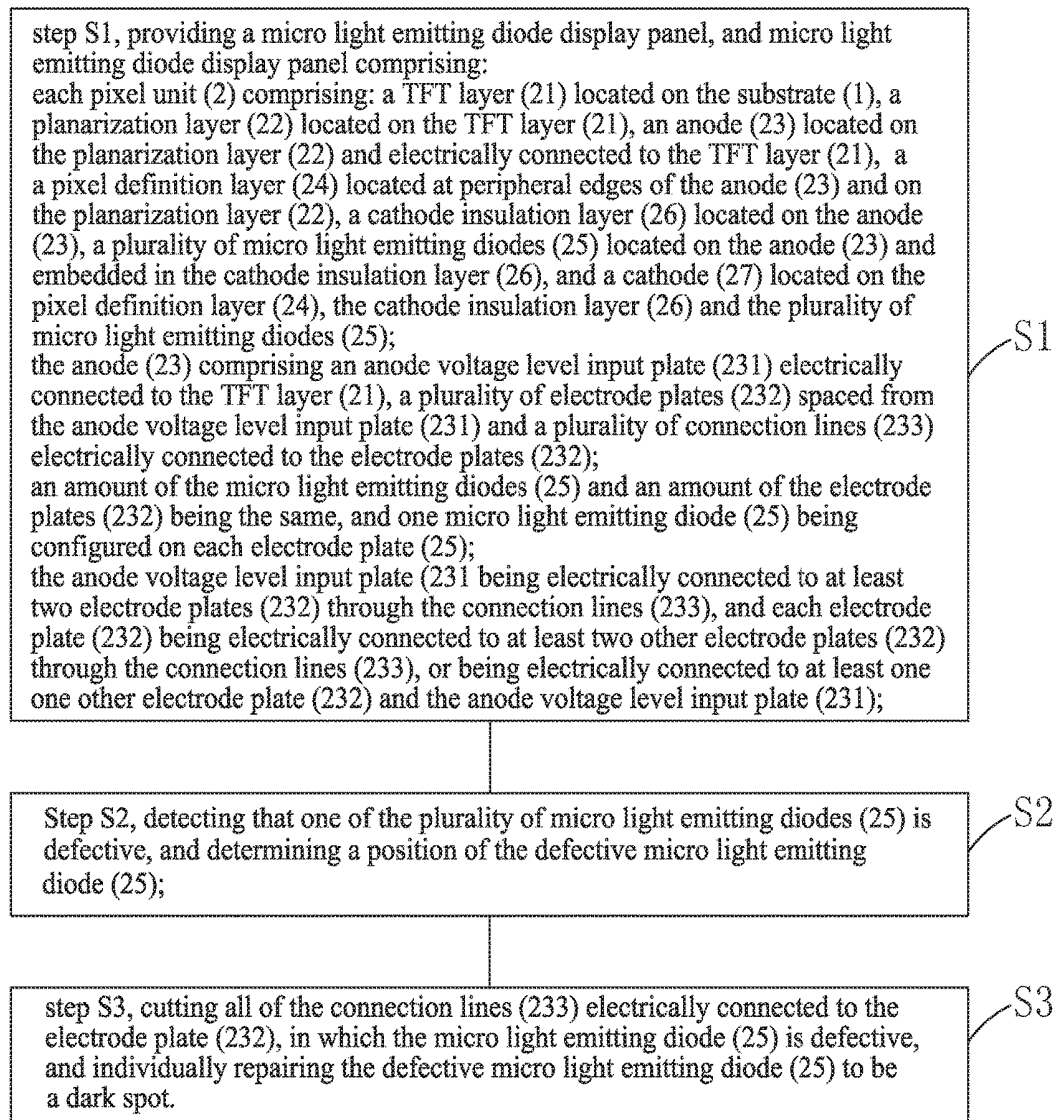 step S1, providing a micro light emitting diode display panel, and micro light
emitting diode display panel comprising:
each pixel unit (2) comprising: a TFT layer (21) located on the substrate (1), a
planarization layer (22) located on the TFT layer (21), an anode (23) located on
the planarization layer (22) and electrically connected to the TFT layer (21), a
a pixel definition layer (24) located at peripheral edges of the anode (23) and on
the planarization layer (22), a cathode insulation layer (26) located on the anode
(23), a plurality of micro light emitting diodes (25) located on the anode (23) and
embedded in the cathode insulation layer (26), and a cathode (27) located on the
pixel definition layer (24), the cathode insulation layer (26) and the plurality of
micro light emitting diodes (25);
the anode (23) comprising an anode voltage level input plate (231) electrically
connected to the TFT layer (21), a plurality of electrode plates (232) spaced from
the anode voltage level input plate (231) and a plurality of connection lines (233)
electrically connected to the electrode plates (232);
an amount of the micro light emitting diodes (25) and an amount of the electrode
plates (232) being the same, and one micro light emitting diode (25) being
configured on each electrode plate (25);
the anode voltage level input plate (231 being electrically connected to at least
two electrode plates (232) through the connection lines (233), and each electrode
plate (232) being electrically connected to at least two other electrode plates (232)
through the connection lines (233), or being electrically connected to at least one
one other electrode plate (232) and the anode voltage level input plate (231);
S1
Step S2, detecting that one of the plurality of micro light emitting diodes (25) is
defective, and determining a position of the defective micro light emitting
diode (25);
S2
step S3, cutting all of the connection lines (233) electrically connected to the
electrode plate (232), in which the micro light emitting diode (25) is defective,
and individually repairing the defective micro light emitting diode (25) to be
a dark spot.
S3